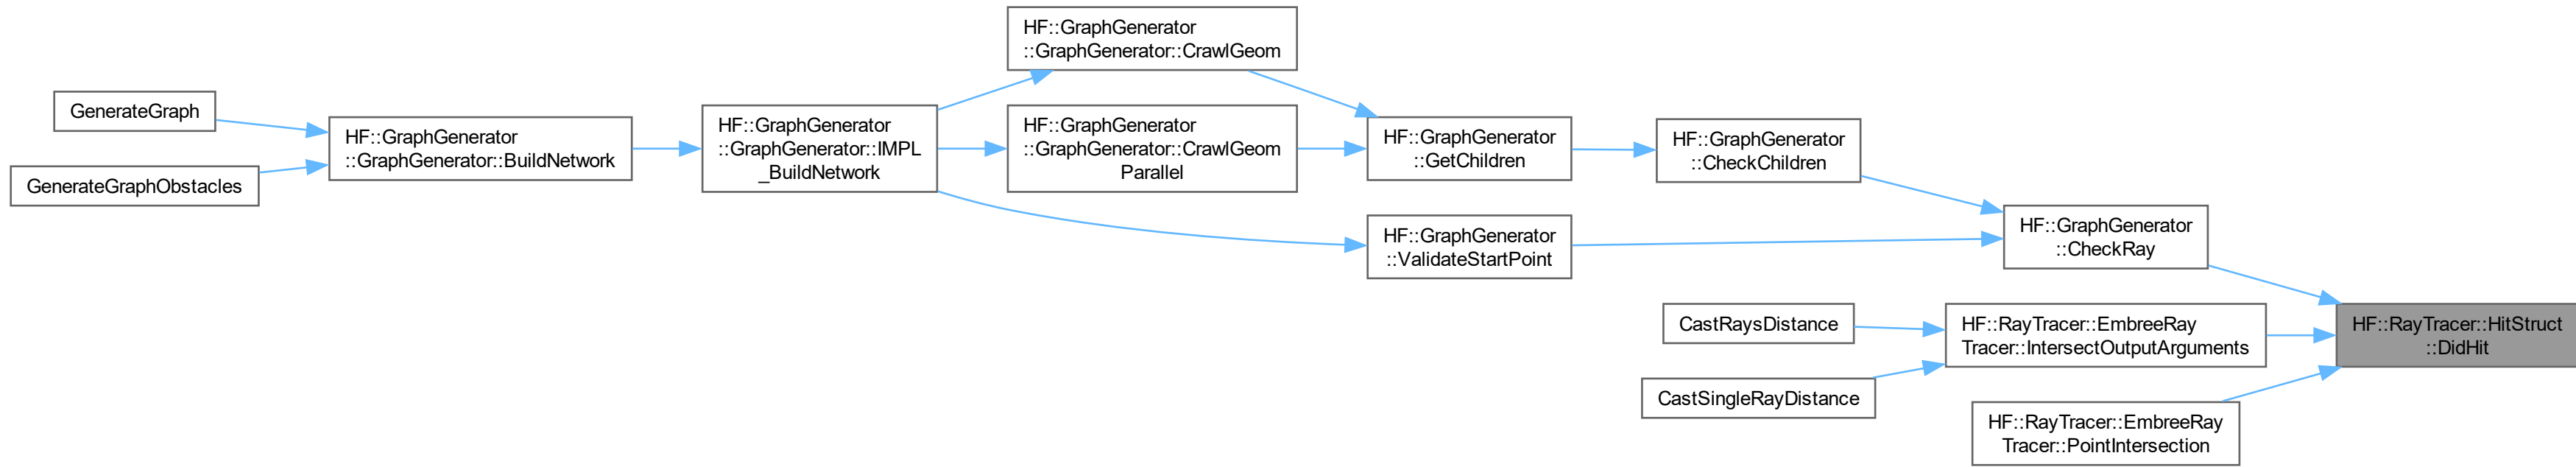 GenerateGraph
GenerateGraphObstacles
HF::GraphGenerator
::GraphGenerator::BuildNetwork
HF::GraphGenerator
::GraphGenerator::IMPL
_BuildNetwork
HF::GraphGenerator
::GraphGenerator::CrawlGeom
HF::GraphGenerator
::GraphGenerator::CrawlGeom
Parallel
HF::GraphGenerator
::GetChildren
HF::GraphGenerator
::ValidateStartPoint
HF::GraphGenerator
::CheckChildren
CastRaysDistance
CastSingleRayDistance
HF::GraphGenerator
::CheckRay
HF::RayTracer::EmbreeRay
Tracer::IntersectOutputArguments
HF::RayTracer::EmbreeRay
Tracer::PointIntersection
HF::RayTracer::HitStruct
::DidHit